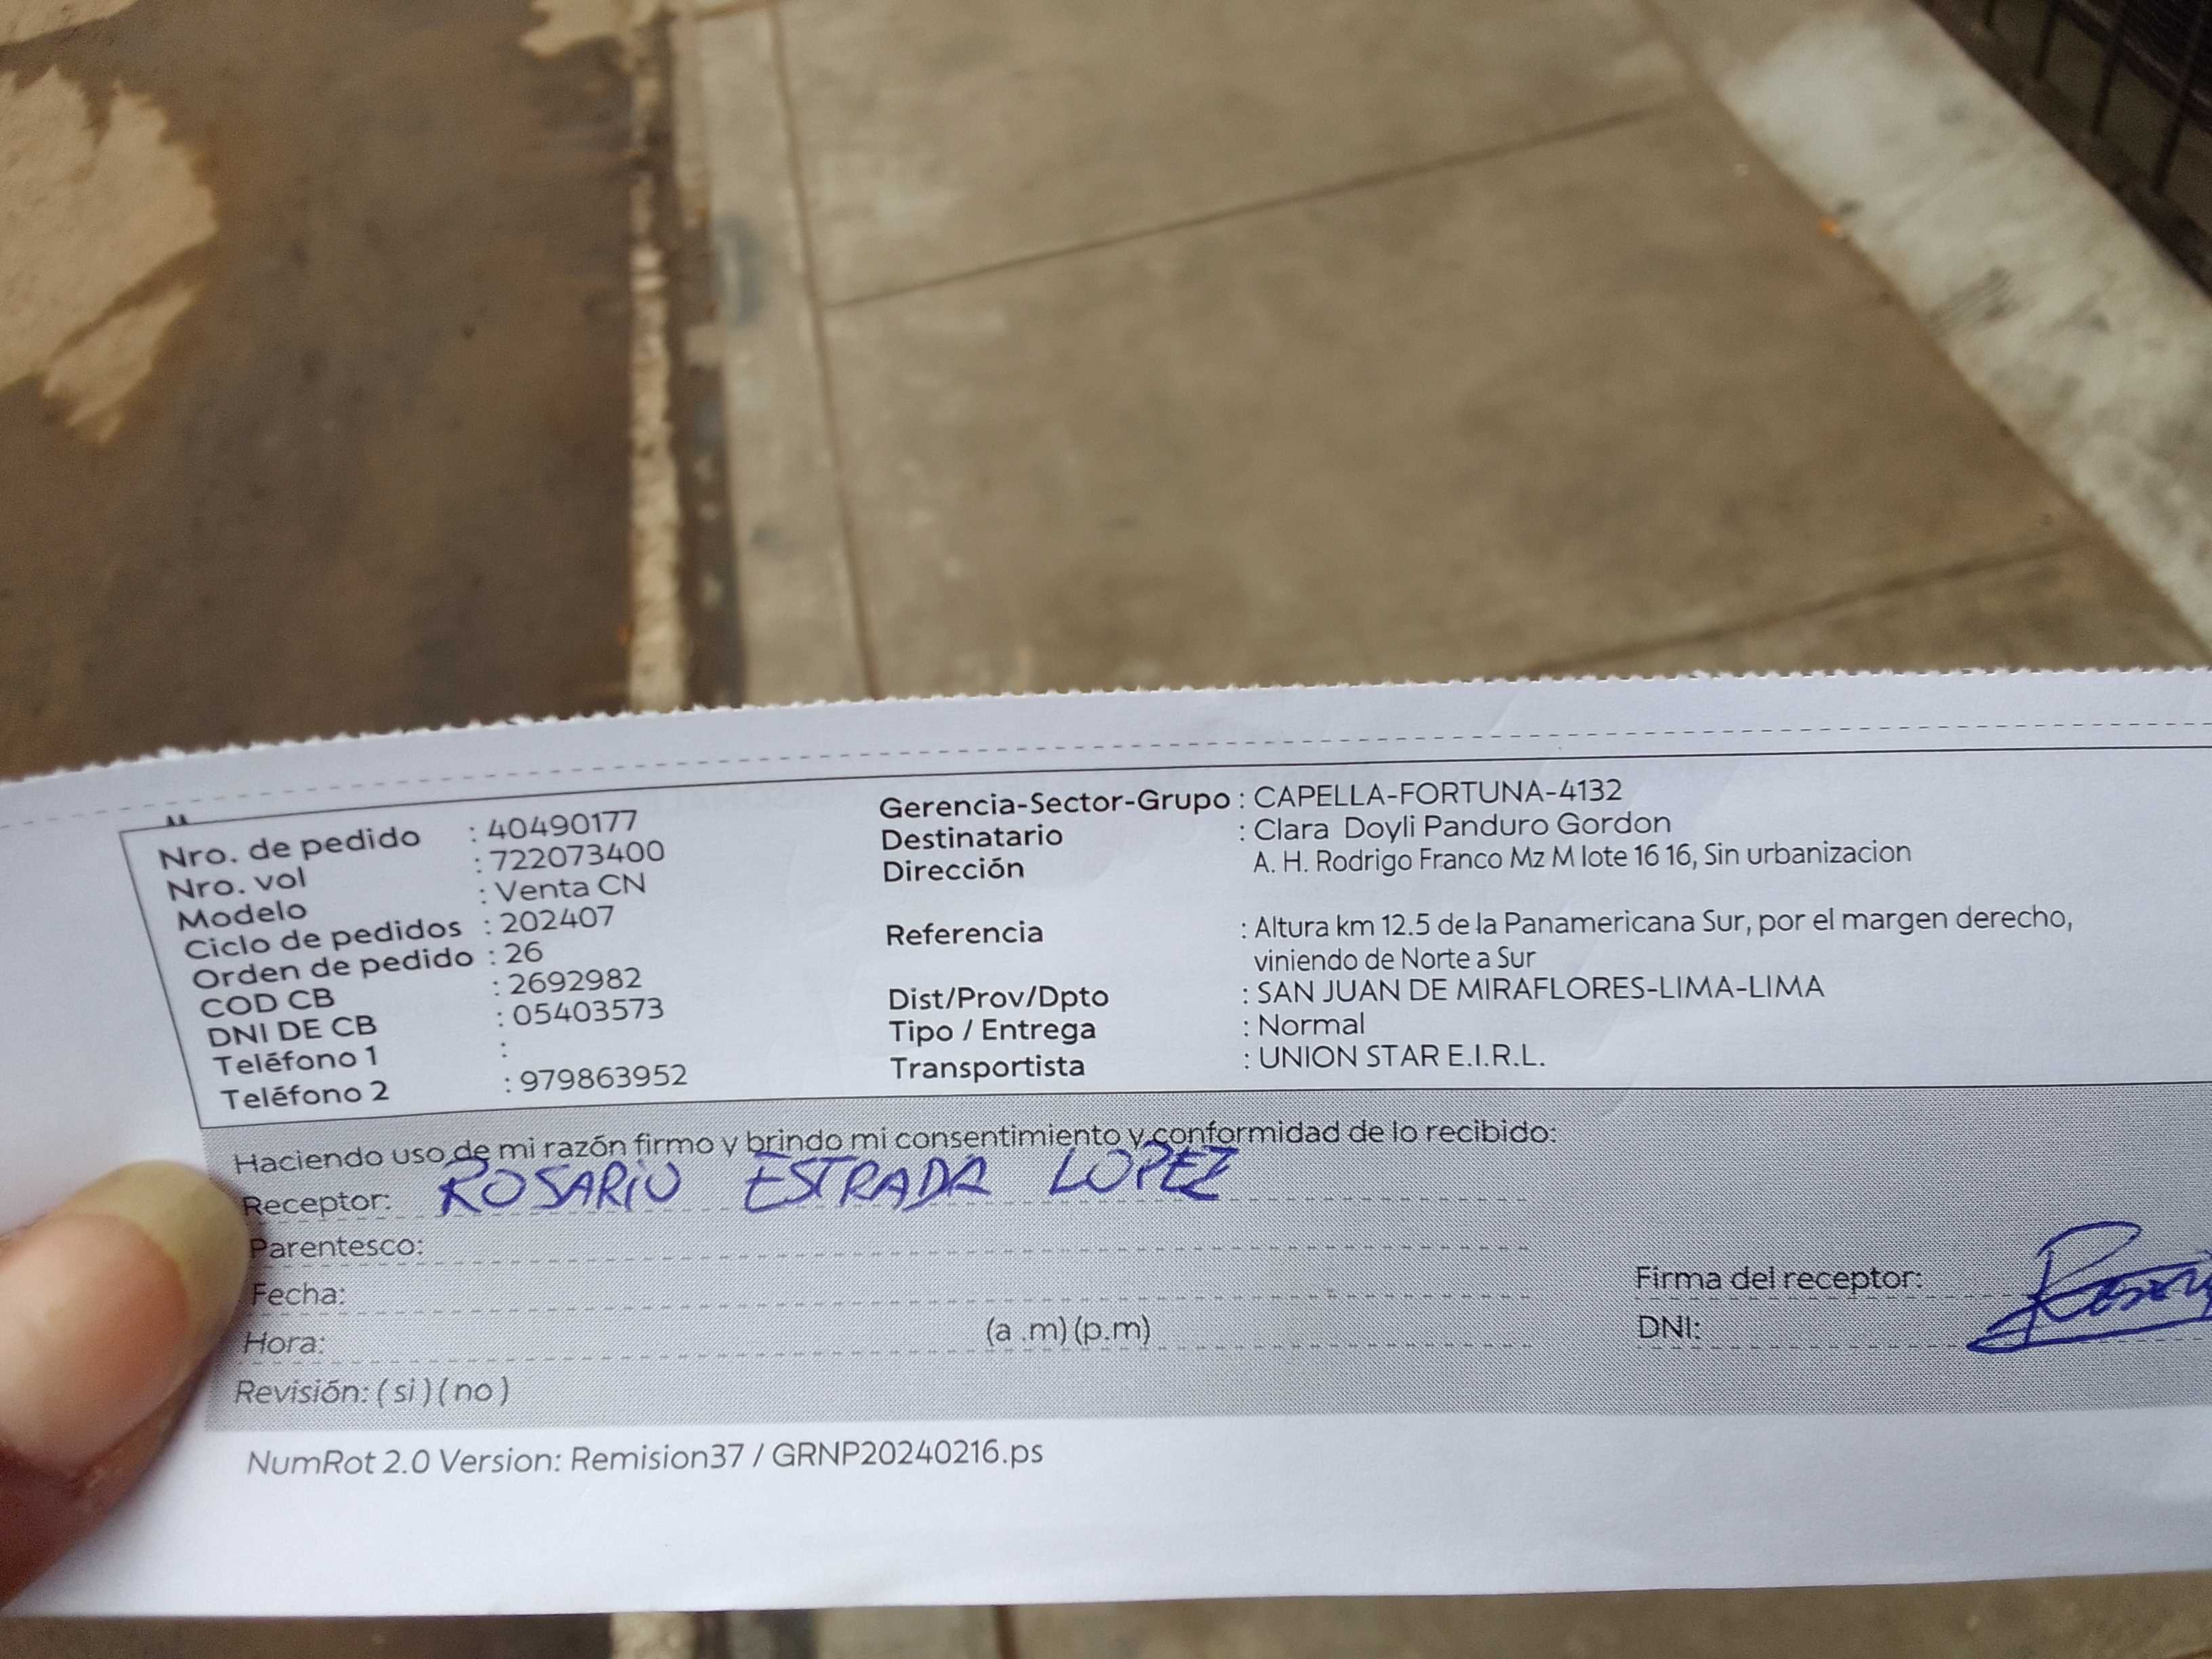 Nro. de pedido : 40490177
Nro. vol : 722073400
Modelo : Venta CN
Ciclo de pedidos : 202407
Orden de pedido : 26
COD CB : 2692982
DNI DE CB : 05403573
Teléfono 1 :
Teléfono 2 : 979863952
Gerencia-Sector-Grupo : CAPELLA-FORTUNA-4132
Destinatario : Clara Doyli Panduro Gordon
Dirección A. H. Rodrigo Franco Mz M lote 16 16, Sin urbanizacion
Referencia : Altura km 12.5 de la Panamericana Sur, por el margen derecho,
viniendo de Norte a Sur
Dist/Prov/Dpto : SAN JUAN DE MIRAFLORES-LIMA-LIMA
Tipo / Entrega : Normal
Transportista : UNION STAR E.I.R.L.
Haciendo uso de mi razón firmo y brindo mi consentimiento y conformidad de lo recibido:
Receptor: ROSARIO ESTRADA LOPEZ
Parentesco:
Fecha:
Hora: (a .m) (p.m)
Revisión: ( si ) ( no )
Firma del receptor:
DNI:
NumRot 2.0 Version: Remision37 / GRNP20240216.ps